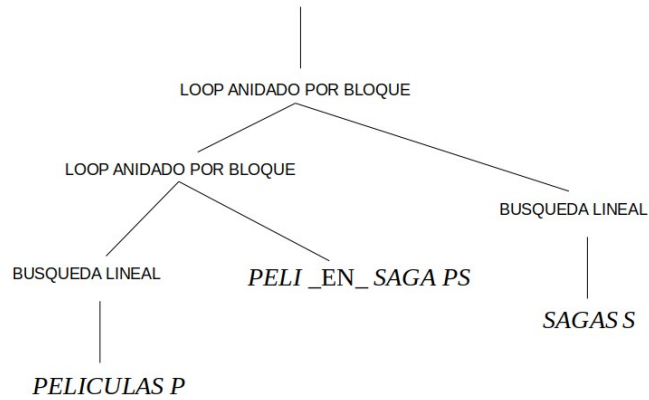 LOOP ANIDADO POR BLOQUE
LOOP ANIDADO POR BLOQUE
BUSQUEDA LINEAL
BUSQUEDA LINEAL
PELI _EN_ SAGA PS
SAGAS S
PELICULAS P